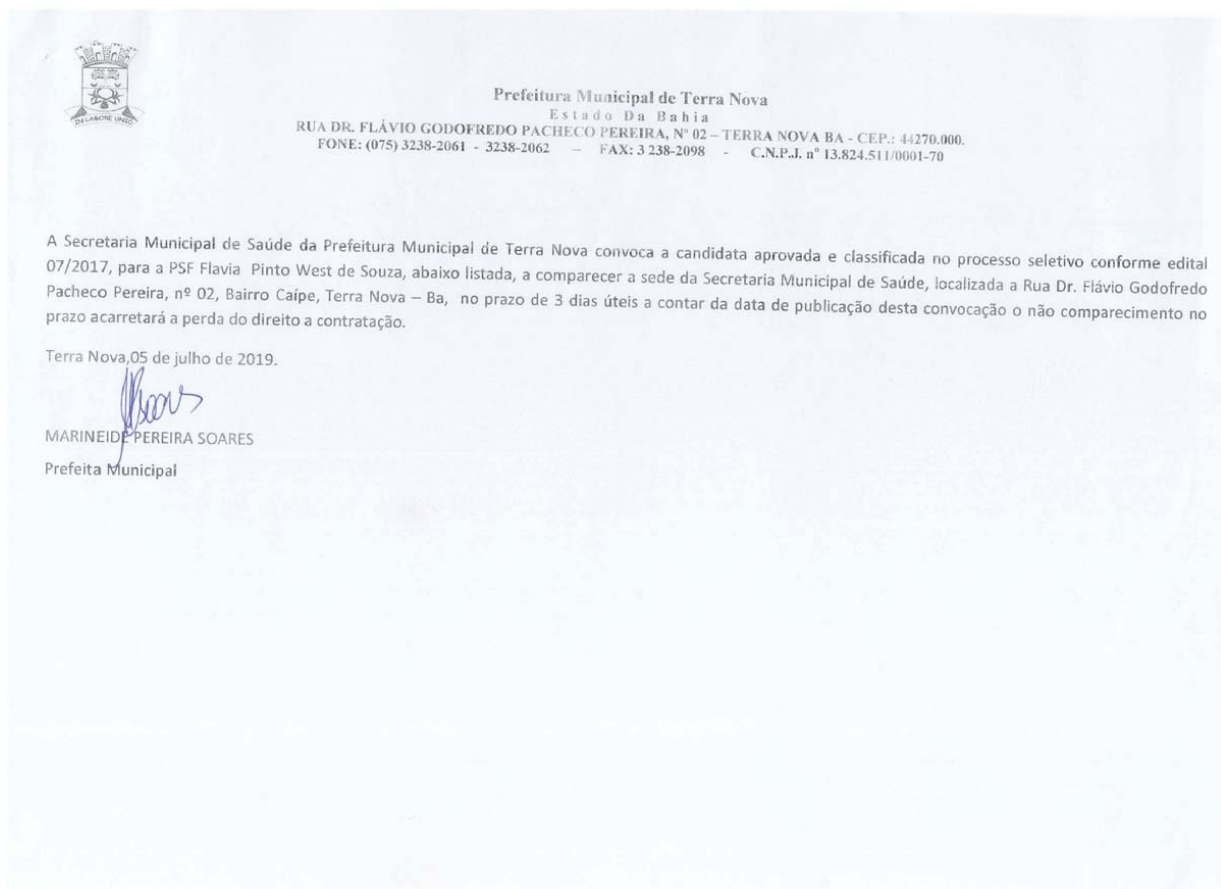 IN LABORE UNSO
Prefeitura Municipal de Terra Nova
Estado Da Bahia
RUA DR. FLÁVIO GODOFREDO PACHECO PEREIRA, Nº 02 – TERRA NOVA BA - CEP.: 44270.000.
FONE: (075) 3238-2061 - 3238-2062 – FAX: 3 238-2098 - C.N.P.J. nº 13.824.511/0001-70
A Secretaria Municipal de Saúde da Prefeitura Municipal de Terra Nova convoca a candidata aprovada e classificada no processo seletivo conforme edital
07/2017, para a PSF Flavia Pinto West de Souza, abaixo listada, a comparecer a sede da Secretaria Municipal de Saúde, localizada a Rua Dr. Flávio Godofredo
Pacheco Pereira, nº 02, Bairro Caípe, Terra Nova – Ba, no prazo de 3 dias úteis a contar da data de publicação desta convocação o não comparecimento no
prazo acarretará a perda do direito a contratação.
Terra Nova,05 de julho de 2019.
MARINEIDE PEREIRA SOARES
Prefeita Municipal